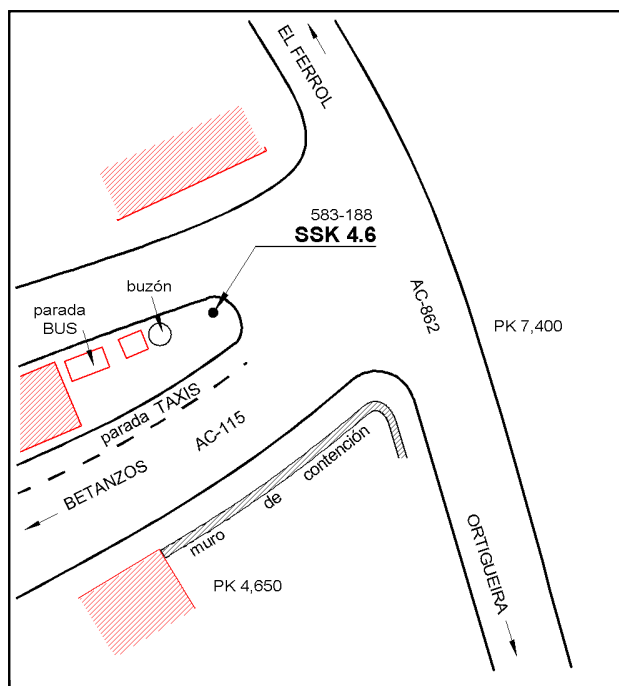 EL FERROL
583-188
SSK 4.6
buzón
parada
BUS
AC-862
PK 7,400
parada TAXIS
AC-115
BETANZOS
muro de contención
PK 4,650
ORTIGUEIRA